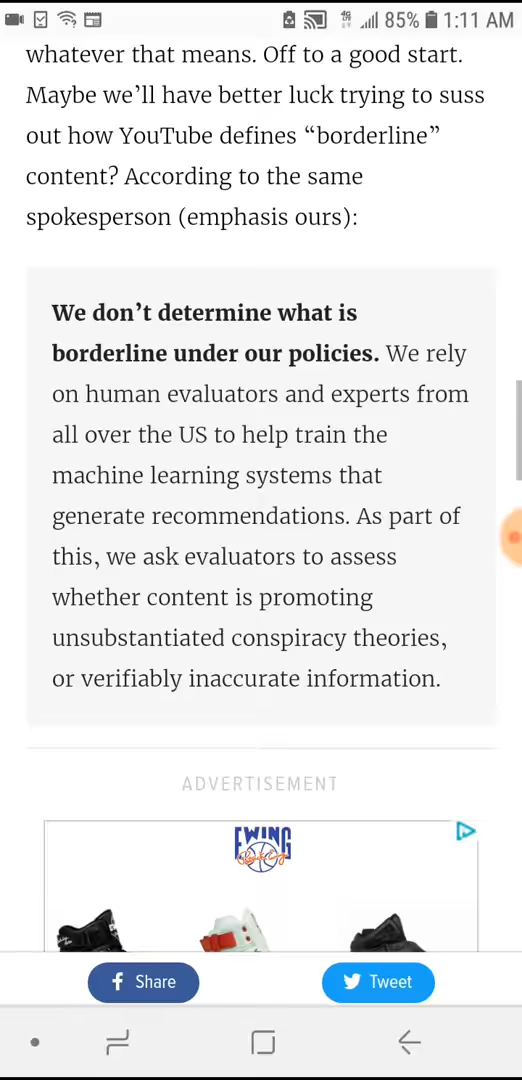 85% 1:11 AM
whatever that means. Off to a good start.
Maybe we’ll have better luck trying to suss
out how YouTube defines “borderline”
content? According to the same
spokesperson (emphasis ours):
We don’t determine what is
borderline under our policies. We rely
on human evaluators and experts from
all over the US to help train the
machine learning systems that
generate recommendations. As part of
this, we ask evaluators to assess
whether content is promoting
unsubstantiated conspiracy theories,
or verifiably inaccurate information.
ADVERTISEMENT
EWING
Share
Tweet